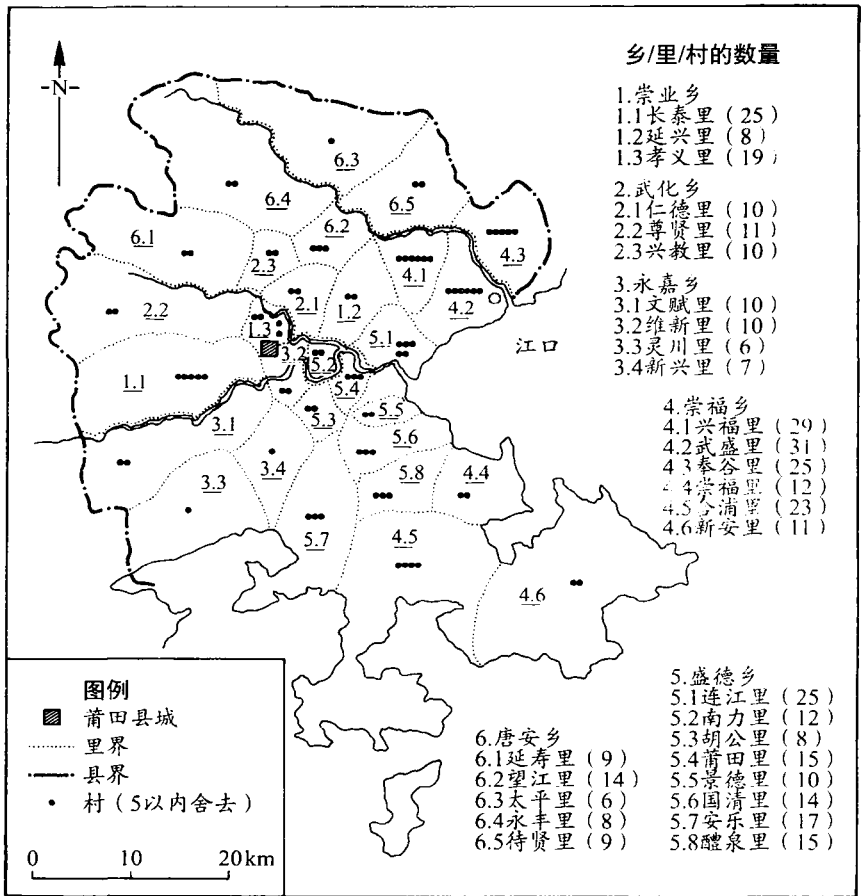 乡/里/村的数量
1.崇业乡
1.1长泰里(25)
1.2延兴里(8)
1.3孝义里(19)
2.武化乡
2.1仁德里(10)
2.2尊贤里(11)
2.3兴教里(10)
3.永嘉乡
3.1文赋里(10)
3.2维新里(10)
3.3灵川里(6)
3.4新兴里(7)
4.崇福乡
4.1兴福里(29)
4.2武盛里(31)
4.3奉谷里(25)
4.4崇福里(12)
4.5合浦里(23)
4.6新安里(11)
5.盛德乡
5.1连江里(25)
5.2南力里(12)
5.3胡公里(8)
5.4莆田里(15)
5.5景德里(10)
5.6国清里(14)
5.7安乐里(17)
5.8醴泉里(15)
6.唐安乡
6.1延寿里(9)
6.2望江里(14)
6.3太平里(6)
6.4永丰里(8)
6.5待贤里(9)
N
6.3
6.4
6.5
6.1
6.2
4.3
2.3
4.1
2.2
2.1
1.2
4.2
1.3
5.1
江口
3.2
5.2
1.1
5.4
3.1
5.3
5.5
5.6
3.4
5.8
4.4
3.3
5.7
4.5
4.6
图例
莆田县城
里界
县界
村(5以内舍去)
0 10 20km